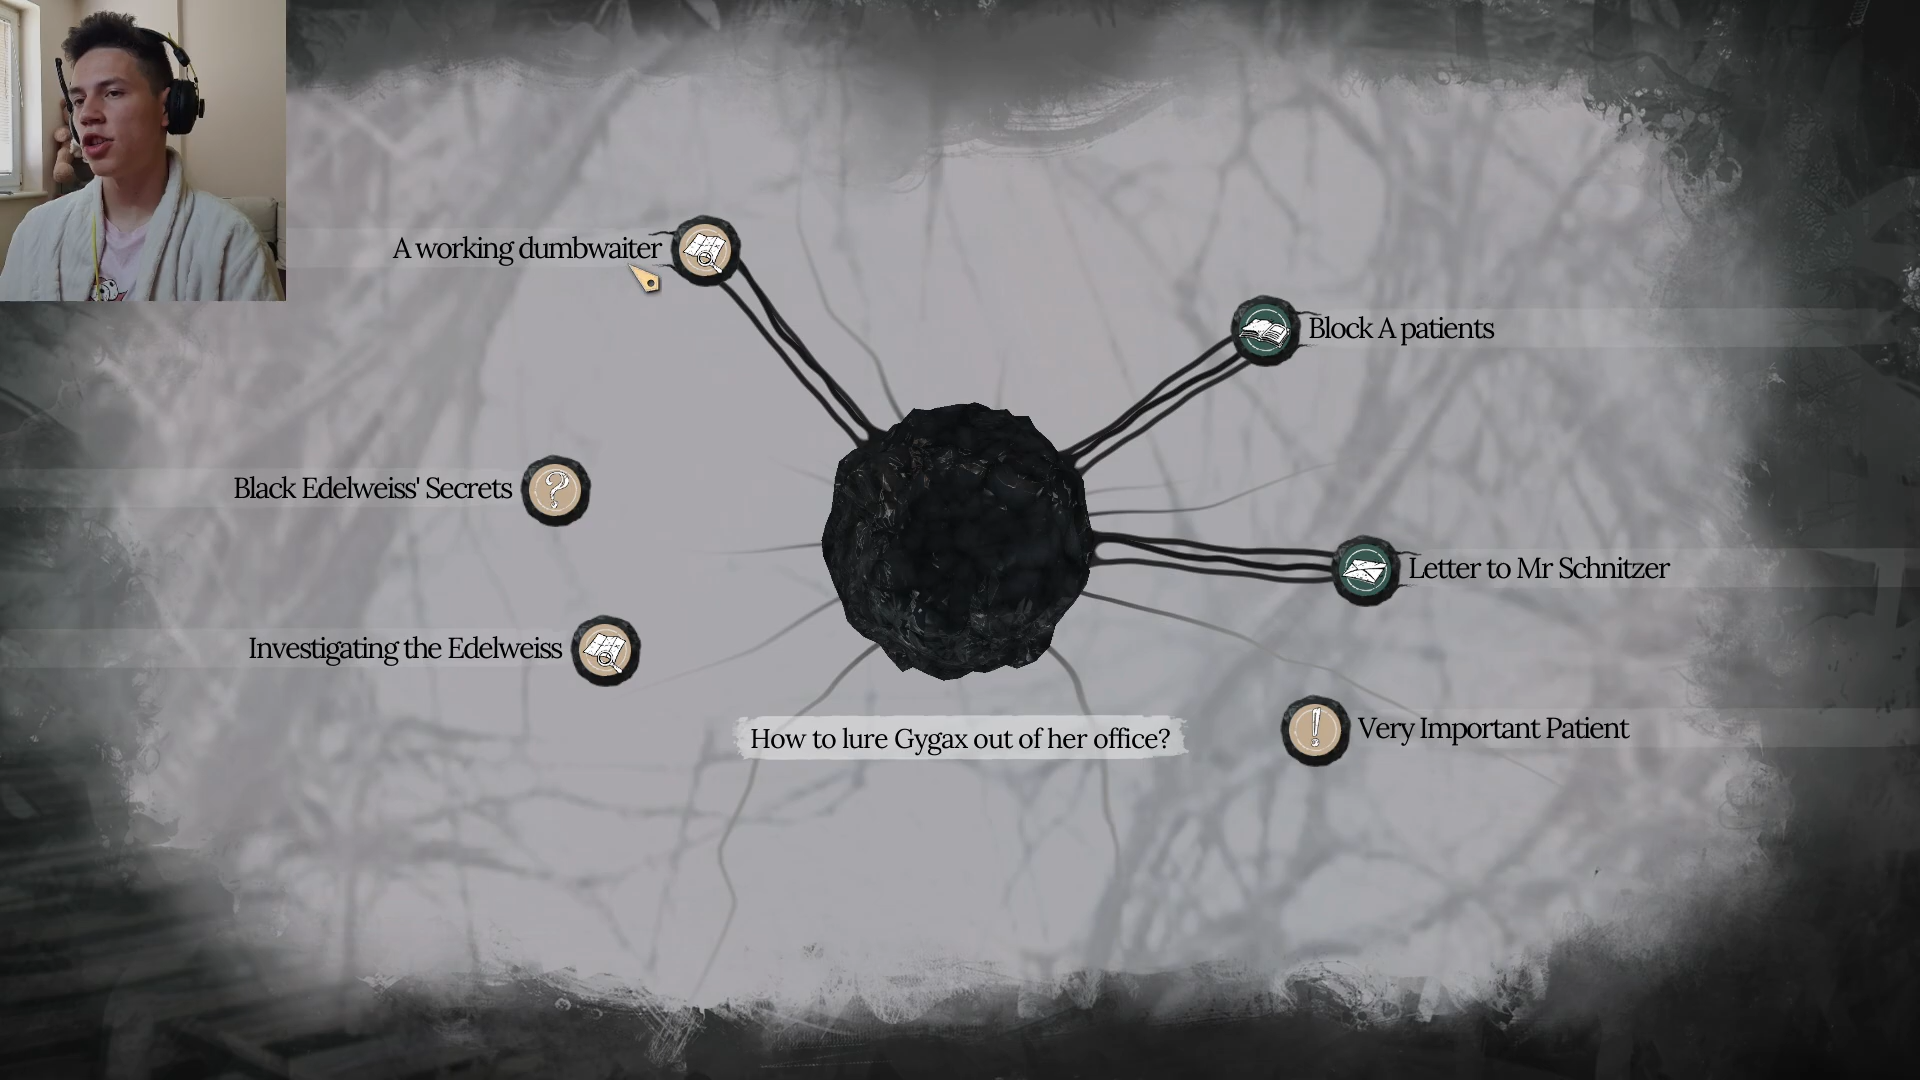 A working dumbwaiter
Block A patients
Black Edelweiss' Secrets
Letter to Mr Schnitzer
Investigating the Edelweiss
Very Important Patient
How to lure Gygax out of her office?